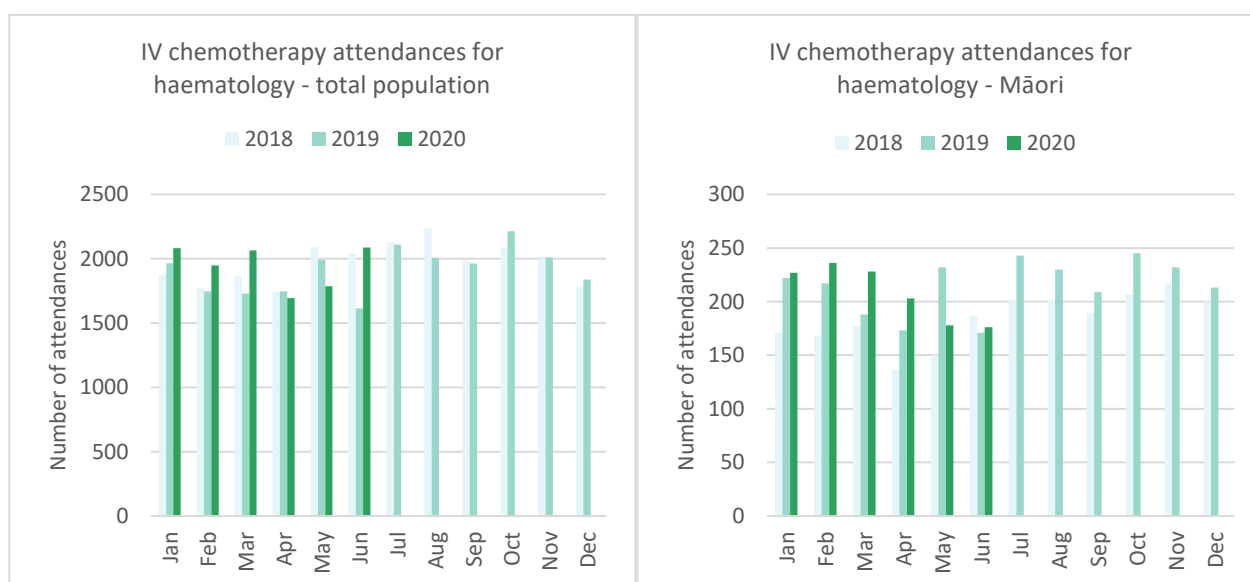 IV chemotherapy attendances for
haematology - total population
2018 2019 2020
Number of attendances
2500
2000
1500
1000
500
0
Jan Feb Mar Apr May Jun Jul Aug Sep Oct Nov Dec
IV chemotherapy attendances for
haematology - Māori
2018 2019 2020
Number of attendances
300
250
200
150
100
50
0
Jan Feb Mar Apr May Jun Jul Aug Sep Oct Nov Dec